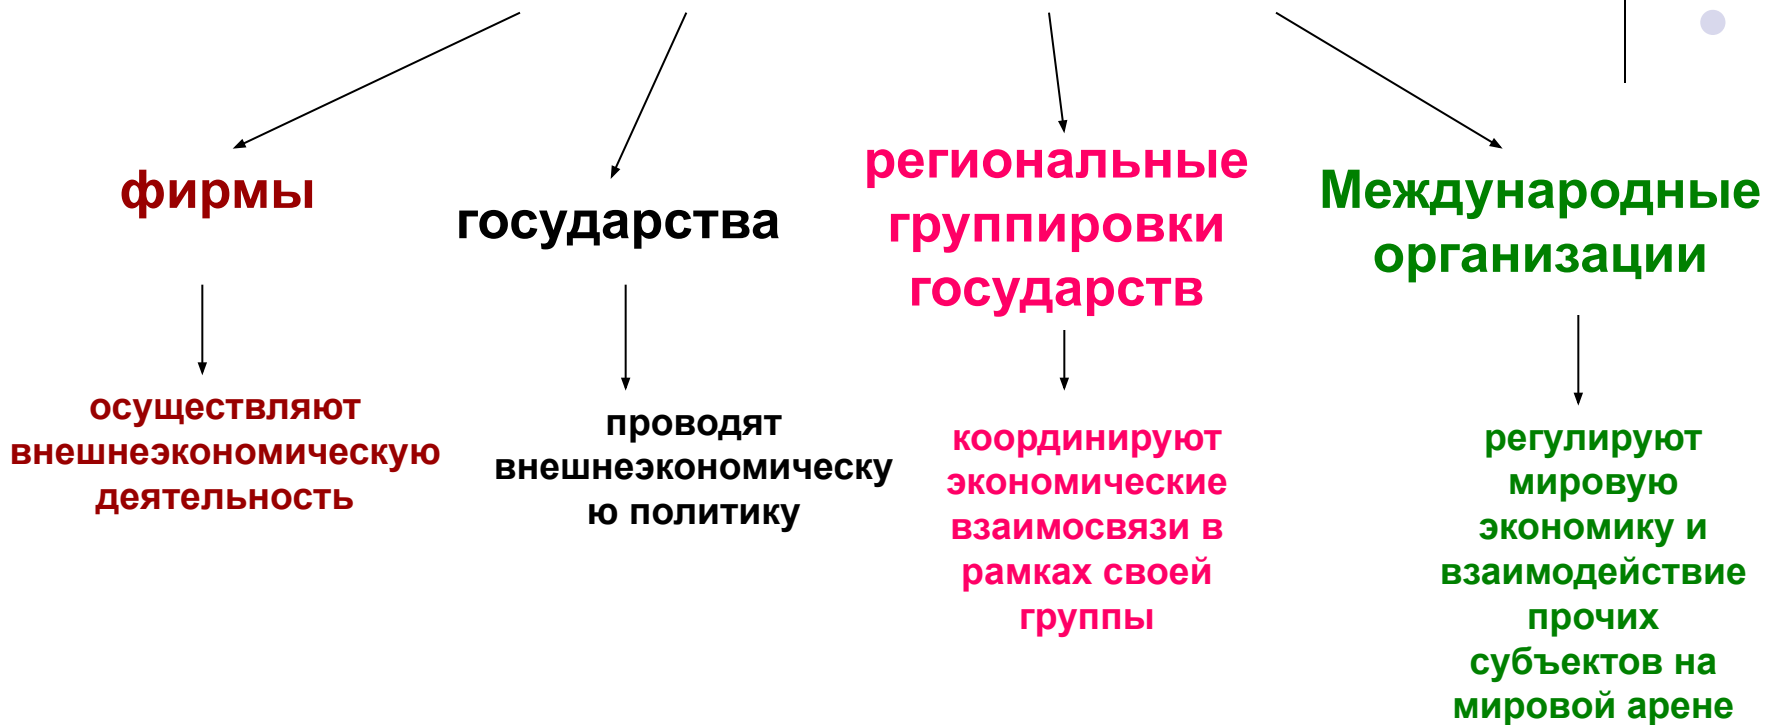 фирмы
государства
региональные
группировки
государств
Международные
организации
осуществляют
внешнеэкономическую
деятельность
проводят
внешнеэкономическу
ю политику
координируют
экономические
взаимосвязи в
рамках своей
группы
регулируют
мировую
экономику и
взаимодействие
прочих
субъектов на
мировой арене